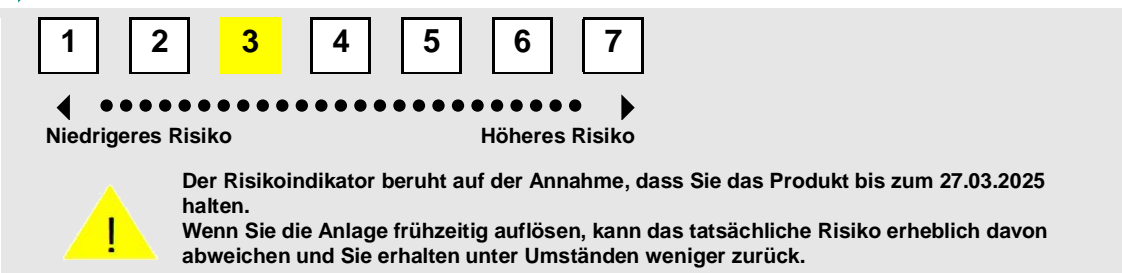 1 2 3 4 5 6 7
Niedrigeres Risiko Höheres Risiko
Der Risikoindikator beruht auf der Annahme, dass Sie das Produkt bis zum 27.03.2025
halten.
Wenn Sie die Anlage frühzeitig auflösen, kann das tatsächliche Risiko erheblich davon
abweichen und Sie erhalten unter Umständen weniger zurück.
!